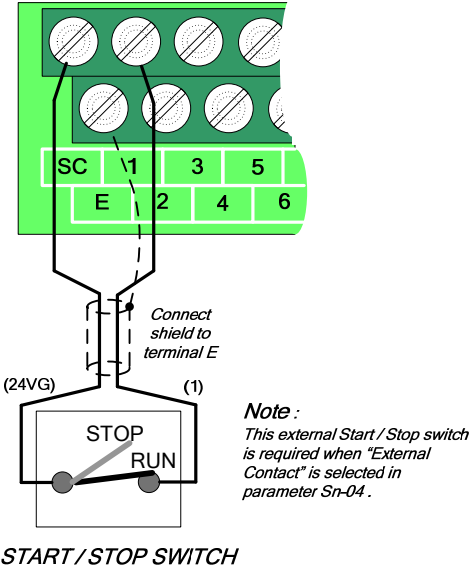 SC 1 3 5
E 2 4 6
Connect
shield to
terminal E
(24VG) (1)
STOP
RUN
Note :
This external Start / Stop switch
is required when “External
Contact” is selected in
parameter Sn-04 .
START / STOP SWITCH